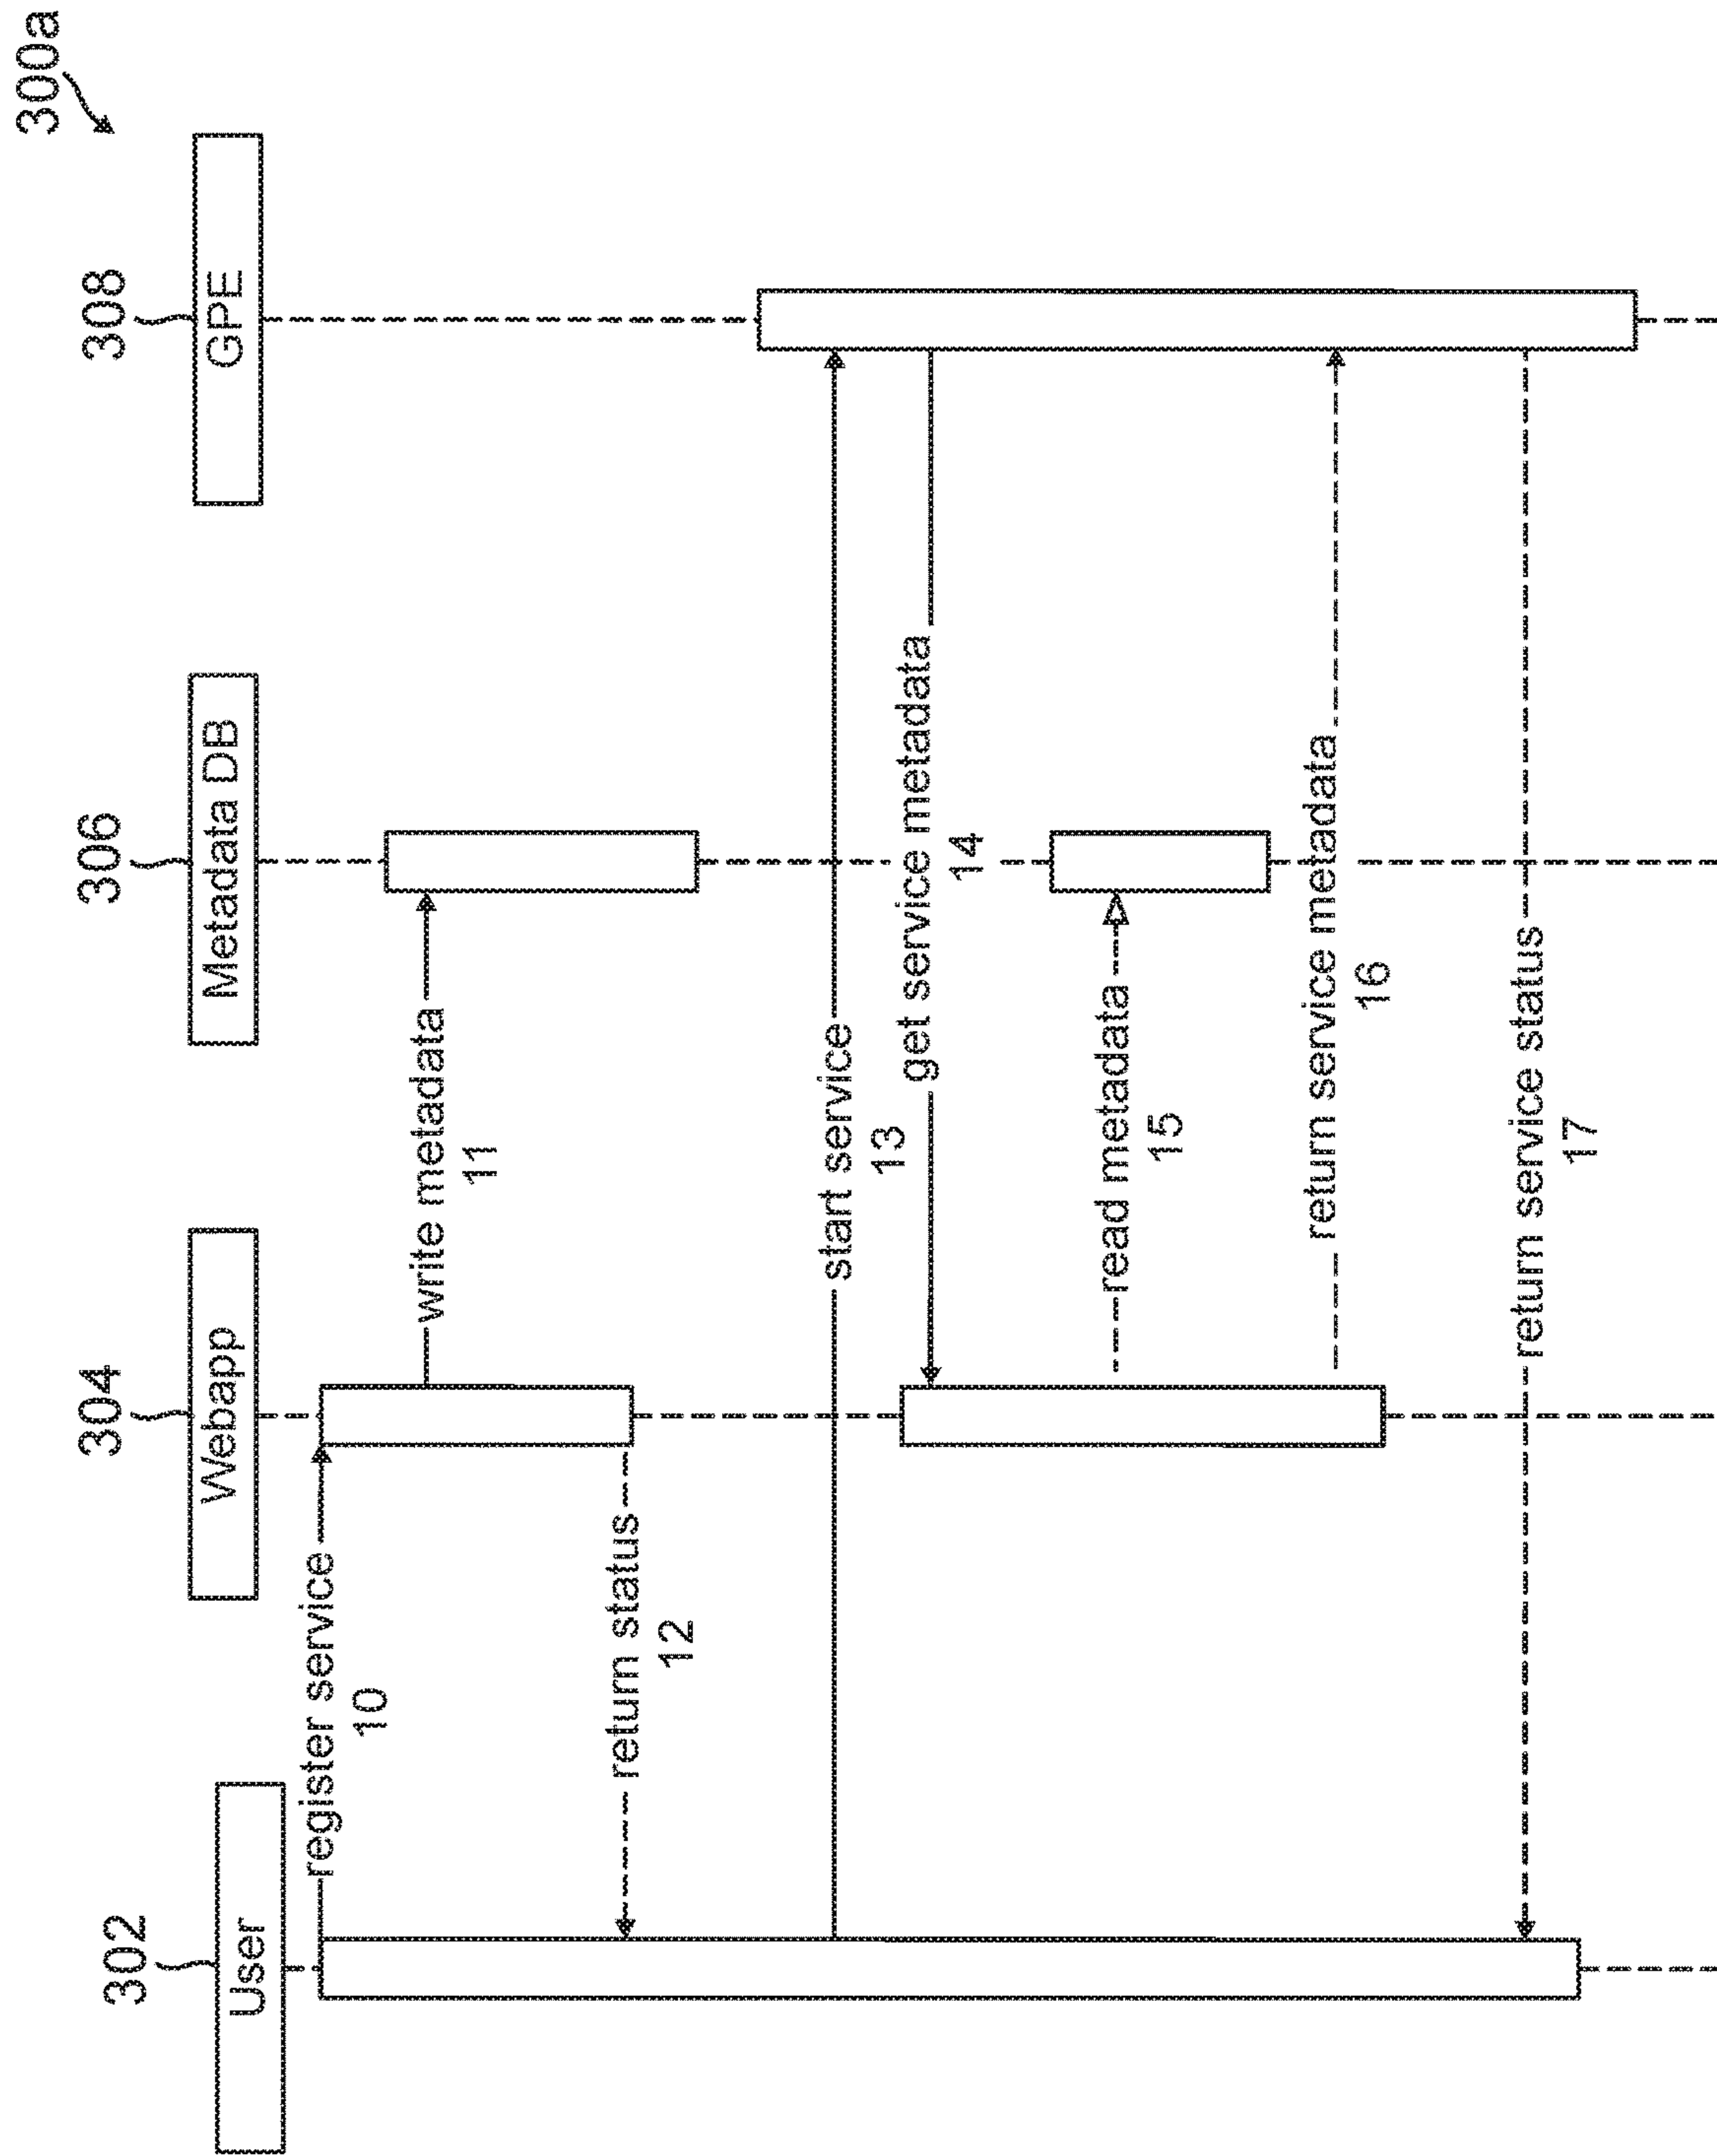 300a
302
304
306
308
User
Webapp
Metadata DB
GPE
register service
10
write metadata
11
return status
12
start service
13
get service metadata
14
read metadata
15
return service metadata
16
return service status
17